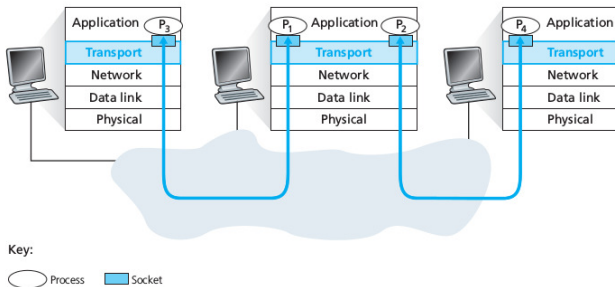 Application P3
Transport
Network
Data link
Physical
P1 Application P2
Transport
Network
Data link
Physical
P4 Application
Transport
Network
Data link
Physical
Key:
Process Socket